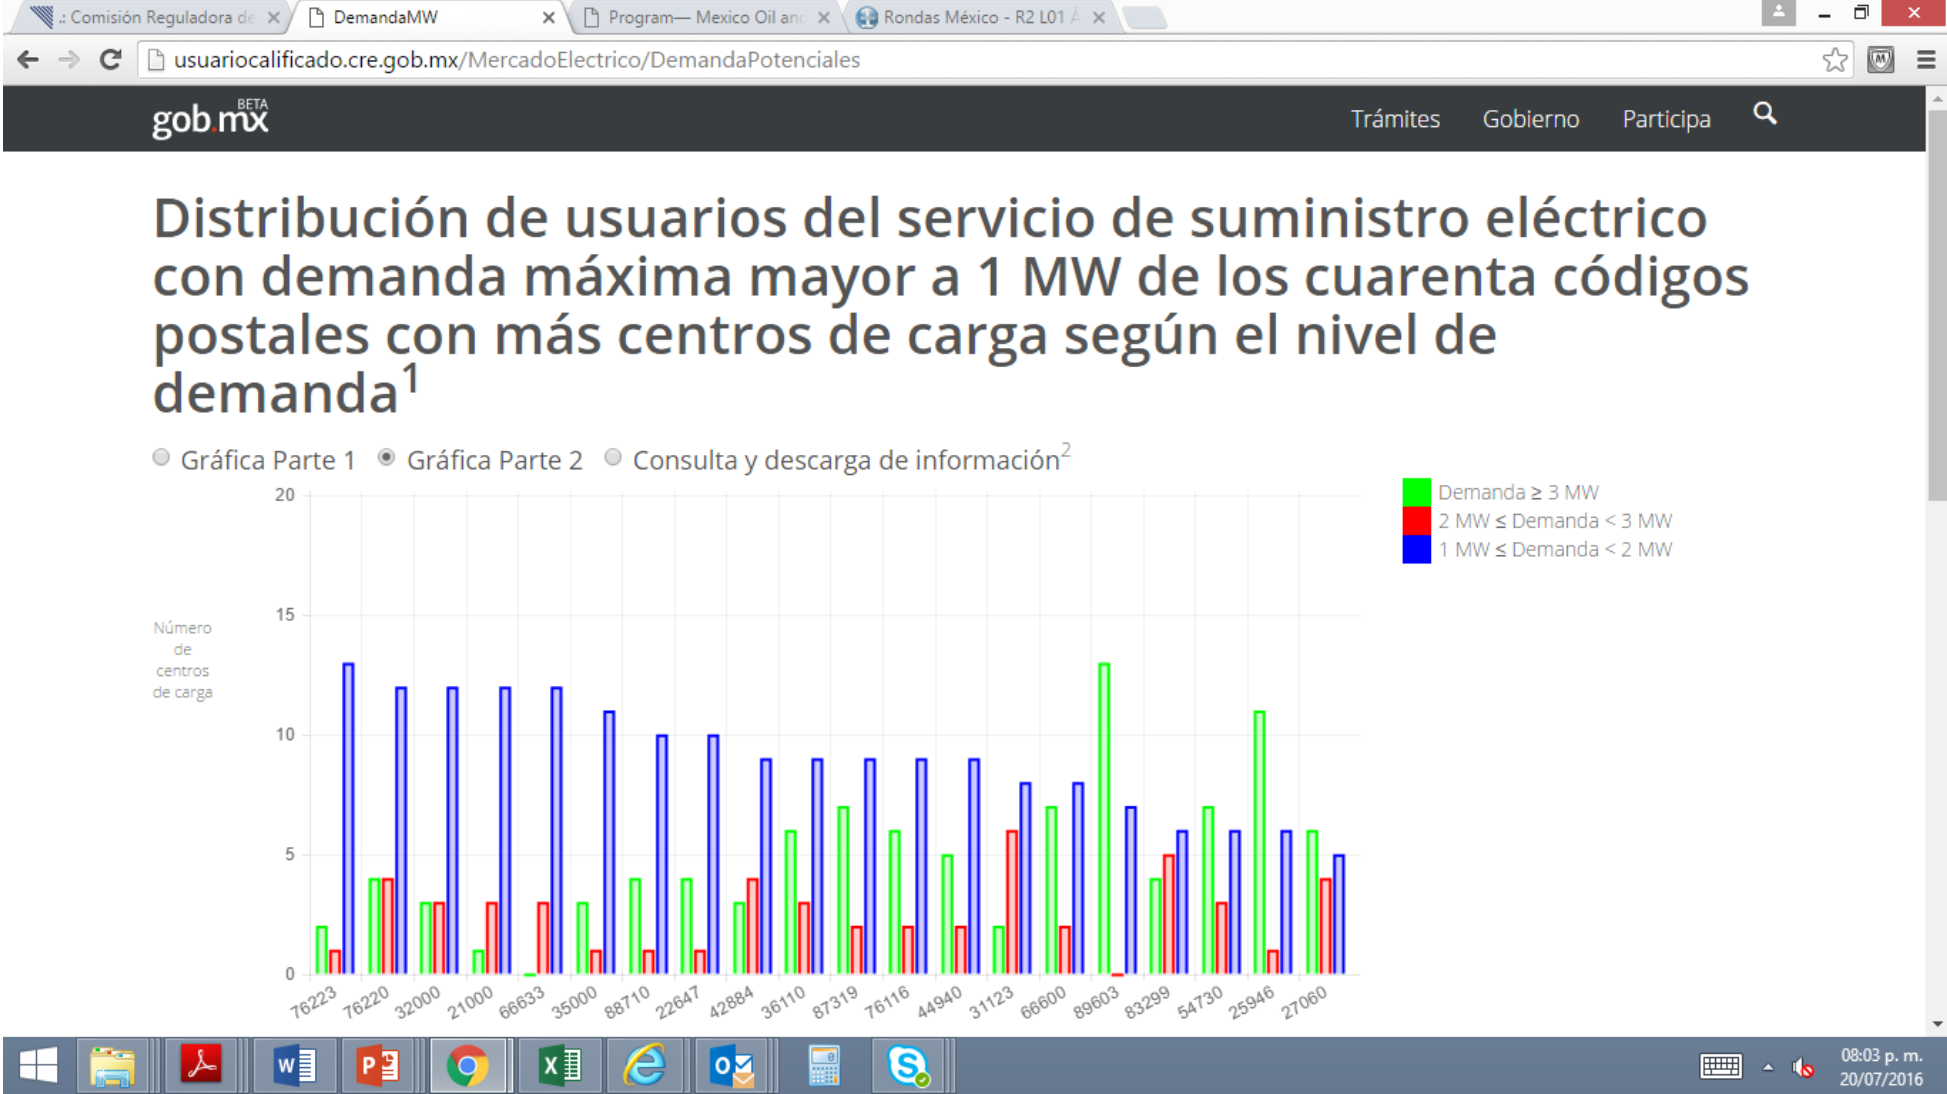 .: Comisión Reguladora de
DemandaMW
Program— Mexico Oil and
Rondas México - R2 L01 Á
usuariocalificado.cre.gob.mx/MercadoElectrico/DemandaPotenciales
gob.mx BETA
Trámites Gobierno Participa
Distribución de usuarios del servicio de suministro eléctrico
con demanda máxima mayor a 1 MW de los cuarenta códigos
postales con más centros de carga según el nivel de
demanda1
Gráfica Parte 1 Gráfica Parte 2 Consulta y descarga de información2
Demanda ≥ 3 MW
2 MW ≤ Demanda < 3 MW
1 MW ≤ Demanda < 2 MW
Número
de
centros
de carga
20
15
10
5
0
76223 76220 32000 21000 66633 35000 88710 22647 42884 36110 87319 76116 44940 31123 66600 89603 83299 54730 25946 27060
08:03 p. m.
20/07/2016